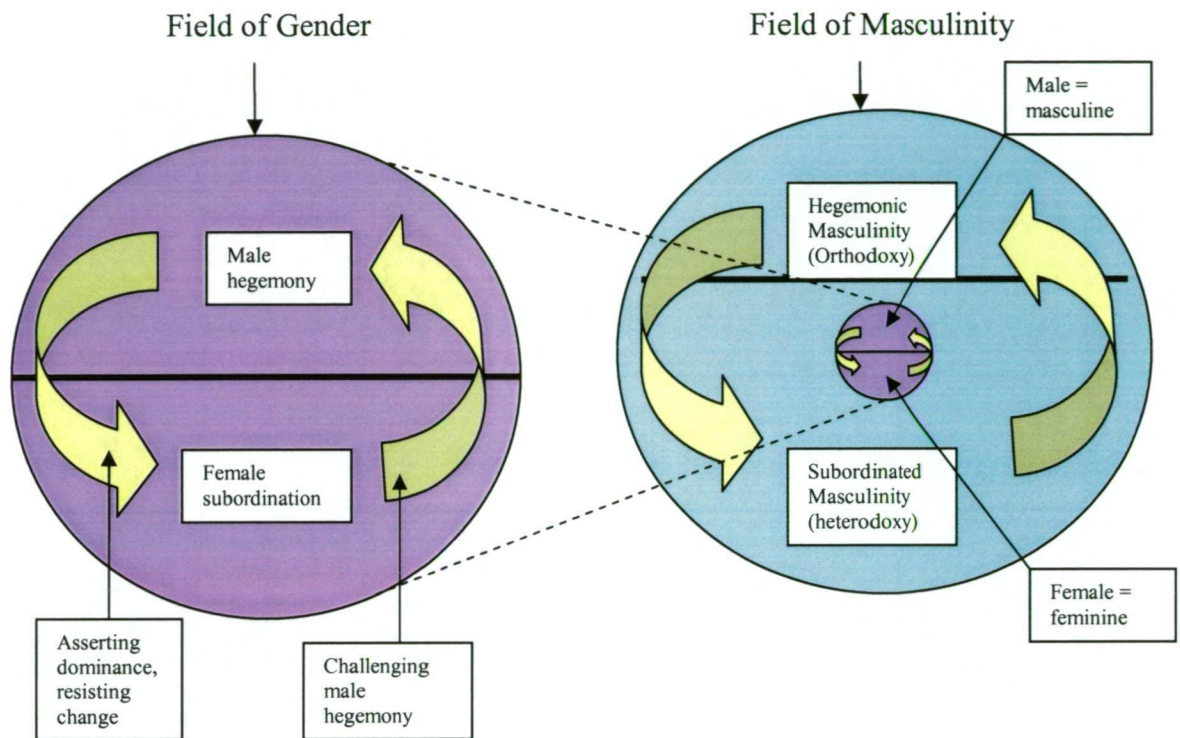 Field of Gender
Field of Masculinity
Male =
masculine
Hegemonic
Masculinity
(Orthodoxy)
Male
hegemony
Female
subordination
Subordinated
Masculinity
(heterodoxy)
Female =
feminine
Asserting
dominance,
resisting
change
Challenging
male
hegemony